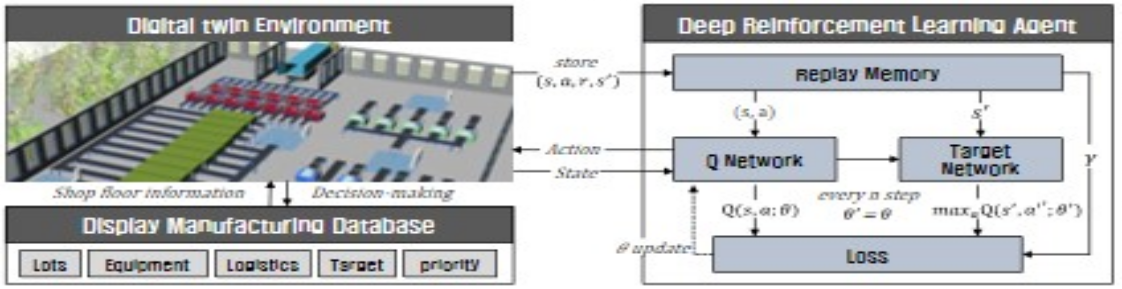 Digital twin Environment
Deep Reinforcement Learning Agent
store
(s, a, r, s′)
Replay Memory
(s, a)
s′
Action
State
Q Network
Target
Network
γ
Shop floor information
Decision-making
every n step
θ′ = θ
Q(s, a; θ)
maxₐQ(s′, a′; θ′)
Display Manufacturing Database
θ update
Loss
Lots
Equipment
Logistics
Target
priority